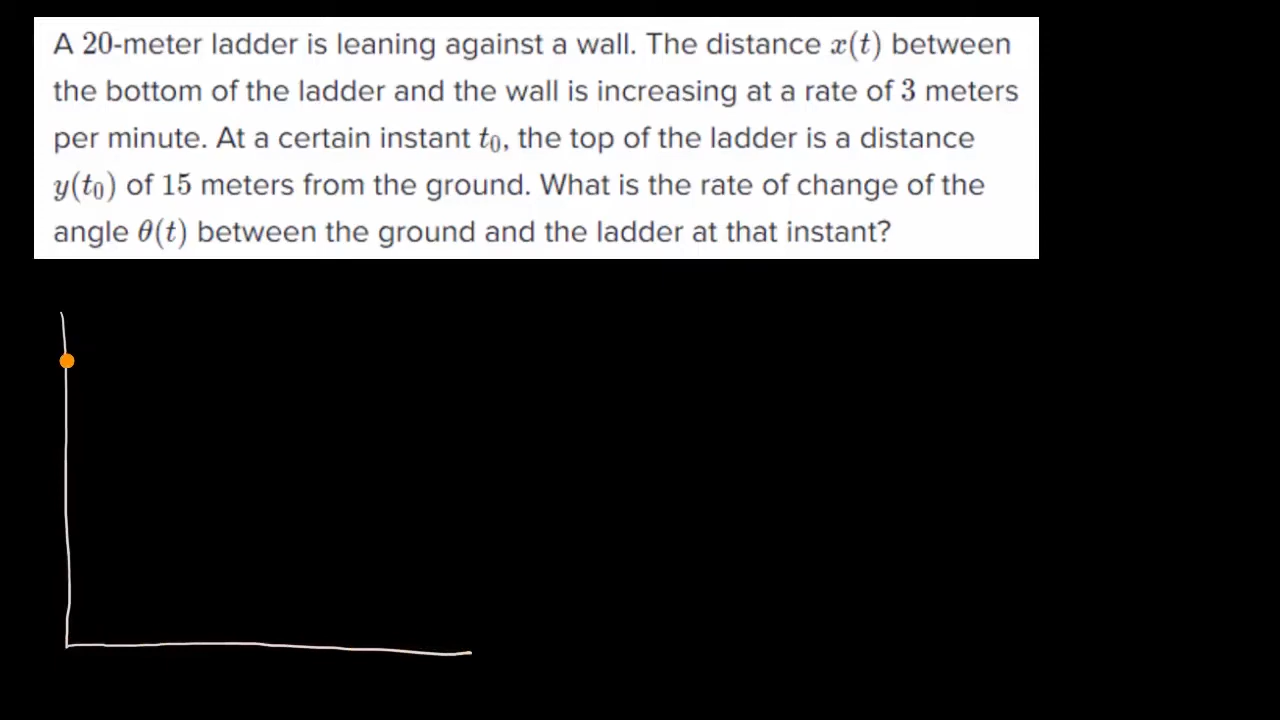 A 20-meter ladder is leaning against a wall. The distance x(t) between
the bottom of the ladder and the wall is increasing at a rate of 3 meters
per minute. At a certain instant t₀, the top of the ladder is a distance
y(t₀) of 15 meters from the ground. What is the rate of change of the
angle θ(t) between the ground and the ladder at that instant?